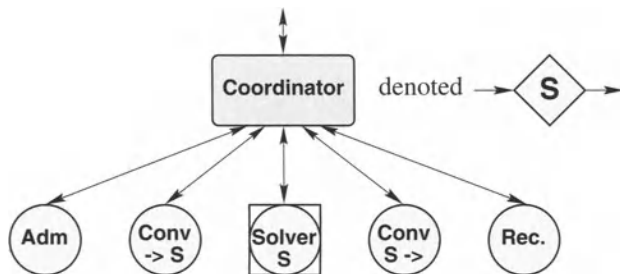 Coordinator
denoted
S
Adm
Conv
-> S
Solver
S
Conv
S ->
Rec.